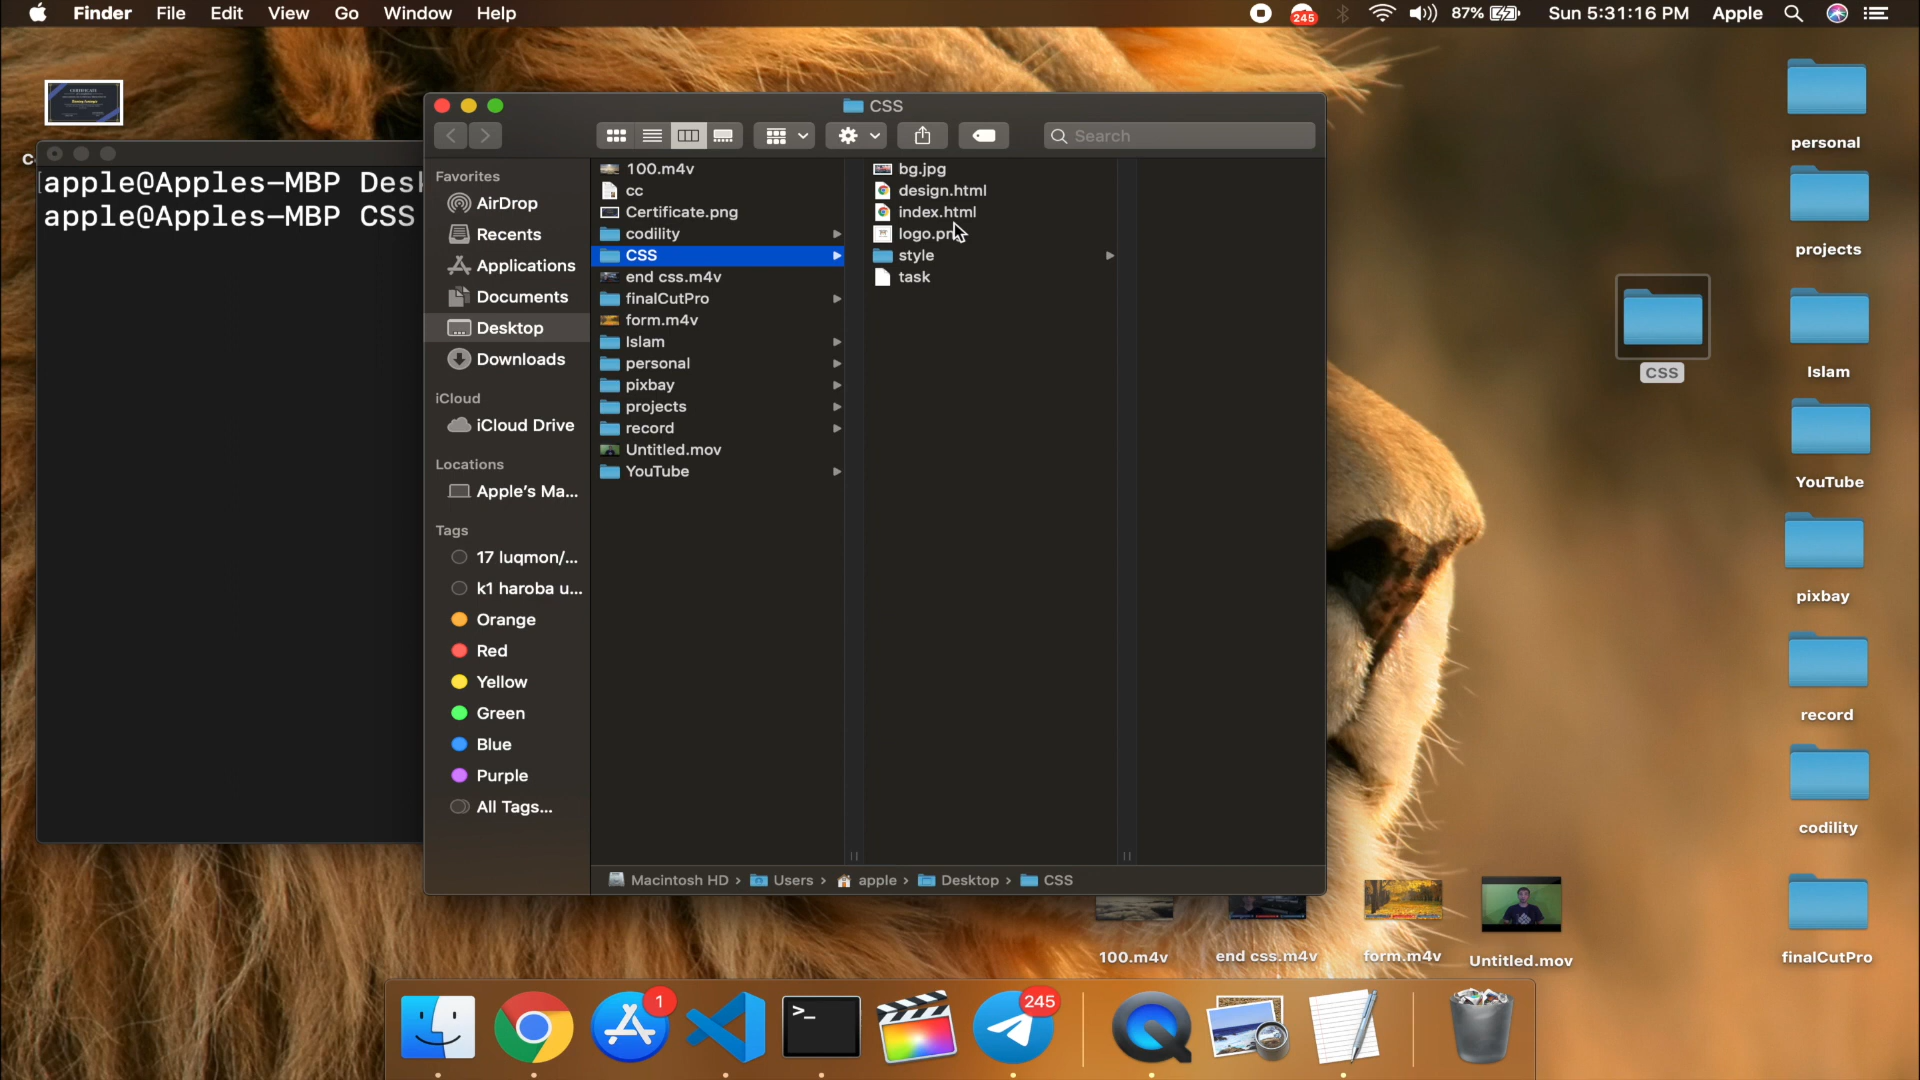 Finder File Edit View Go Window Help
245
87%
Sun 5:31:16 PM Apple
CSS
Search
apple@Apples-MBP Desk
apple@Apples-MBP CSS
Favorites
AirDrop
Recents
Applications
Documents
Desktop
Downloads
iCloud
iCloud Drive
Locations
Apple's Ma...
Tags
17 luqmon/...
k1 haroba u...
Orange
Red
Yellow
Green
Blue
Purple
All Tags...
100.m4v
cc
Certificate.png
codility
CSS
end css.m4v
finalCutPro
form.m4v
Islam
personal
pixbay
projects
record
Untitled.mov
YouTube
bg.jpg
design.html
index.html
logo.png
style
task
Macintosh HD › Users › apple › Desktop › CSS
CSS
personal
projects
Islam
YouTube
pixbay
record
codility
finalCutPro
100.m4v
end css.m4v
form.m4v
Untitled.mov
1
245